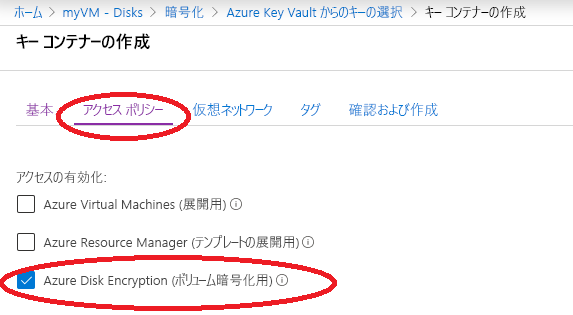 ホーム > myVM - Disks > 暗号化 > Azure Key Vault からのキーの選択 > キー コンテナーの作成
キー コンテナーの作成
基本 アクセス ポリシー 仮想ネットワーク タグ 確認および作成
アクセスの有効化:
Azure Virtual Machines (展開用)
Azure Resource Manager (テンプレートの展開用)
Azure Disk Encryption (ボリューム暗号化用)